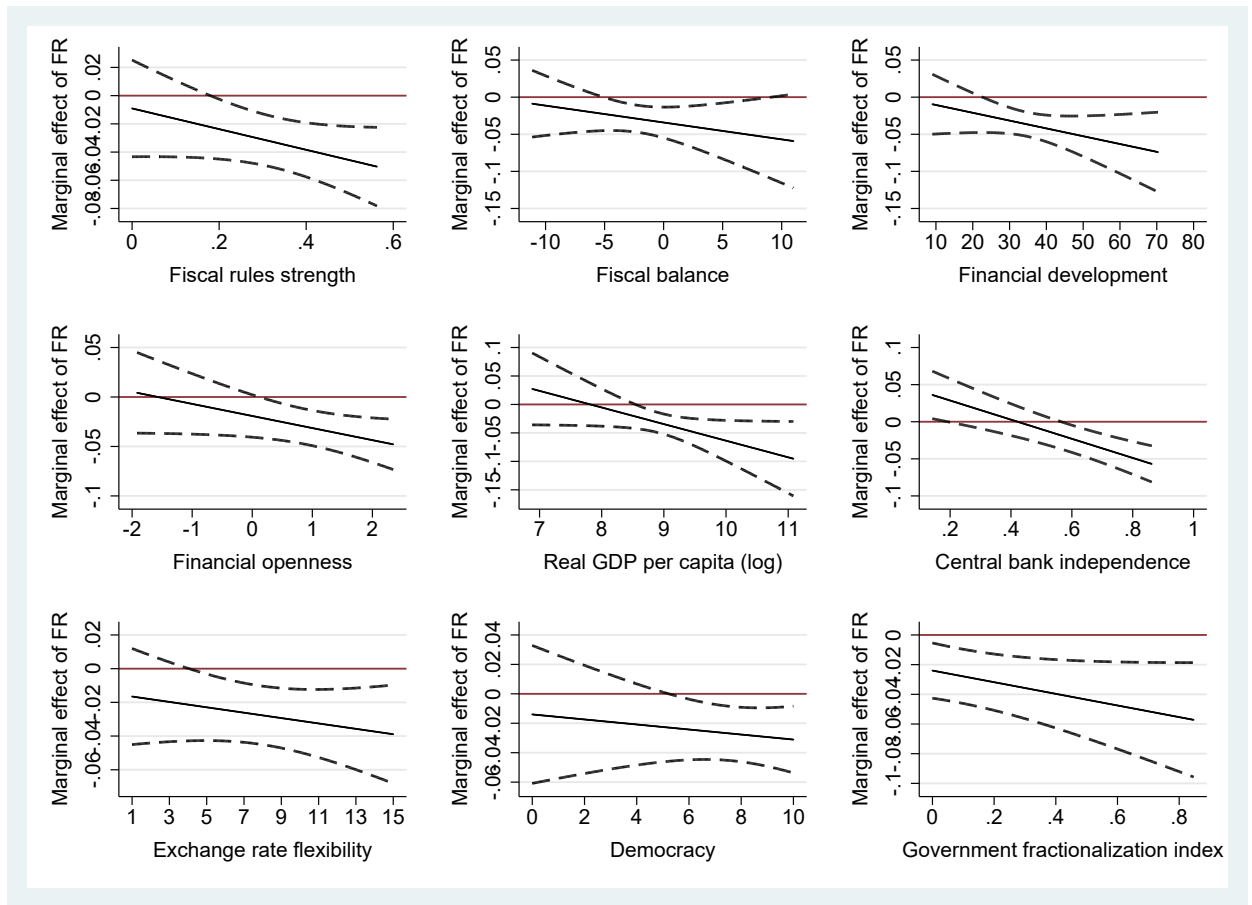 Marginal effect of FR
-.08-.06-.04-.02 0 .02
0 .2 .4 .6
Fiscal rules strength
Marginal effect of FR
-.15 -.1 -.05 0 .05
-10 -5 0 5 10
Fiscal balance
Marginal effect of FR
-.15 -.1 -.05 0 .05
10 20 30 40 50 60 70 80
Financial development
Marginal effect of FR
-.1 -.05 0 .05
-2 -1 0 1 2
Financial openness
Marginal effect of FR
-.15 -.1 -.05 0 .05 .1
7 8 9 10 11
Real GDP per capita (log)
Marginal effect of FR
-.1 -.05 0 .05 .1
.2 .4 .6 .8 1
Central bank independence
Marginal effect of FR
-.06 -.04 -.02 0 .02
1 3 5 7 9 11 13 15
Exchange rate flexibility
Marginal effect of FR
-.06 -.04 -.02 0 .02 .04
0 2 4 6 8 10
Democracy
Marginal effect of FR
-.1 -.08 -.06 -.04 -.02 0
0 .2 .4 .6 .8
Government fractionalization index